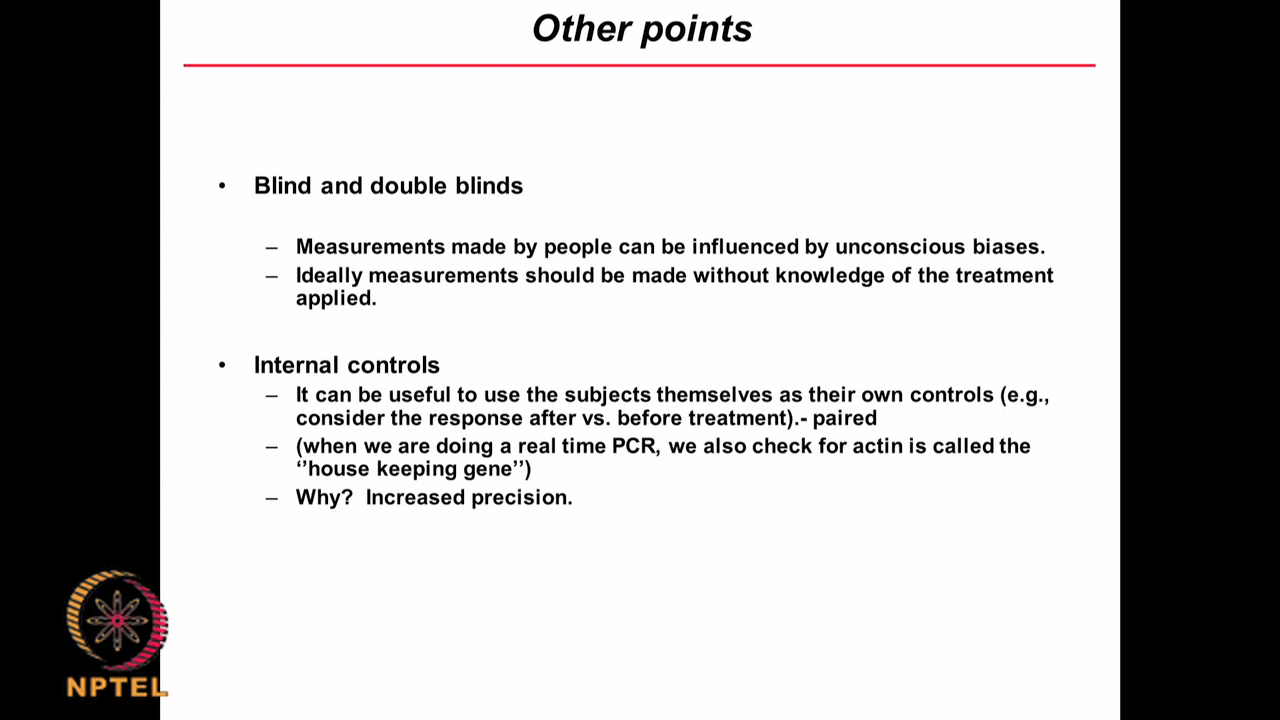 Other points
• Blind and double blinds
– Measurements made by people can be influenced by unconscious biases.
– Ideally measurements should be made without knowledge of the treatment
applied.
• Internal controls
– It can be useful to use the subjects themselves as their own controls (e.g.,
consider the response after vs. before treatment).- paired
– (when we are doing a real time PCR, we also check for actin is called the
‘’house keeping gene’’)
– Why?  Increased precision.
NPTEL